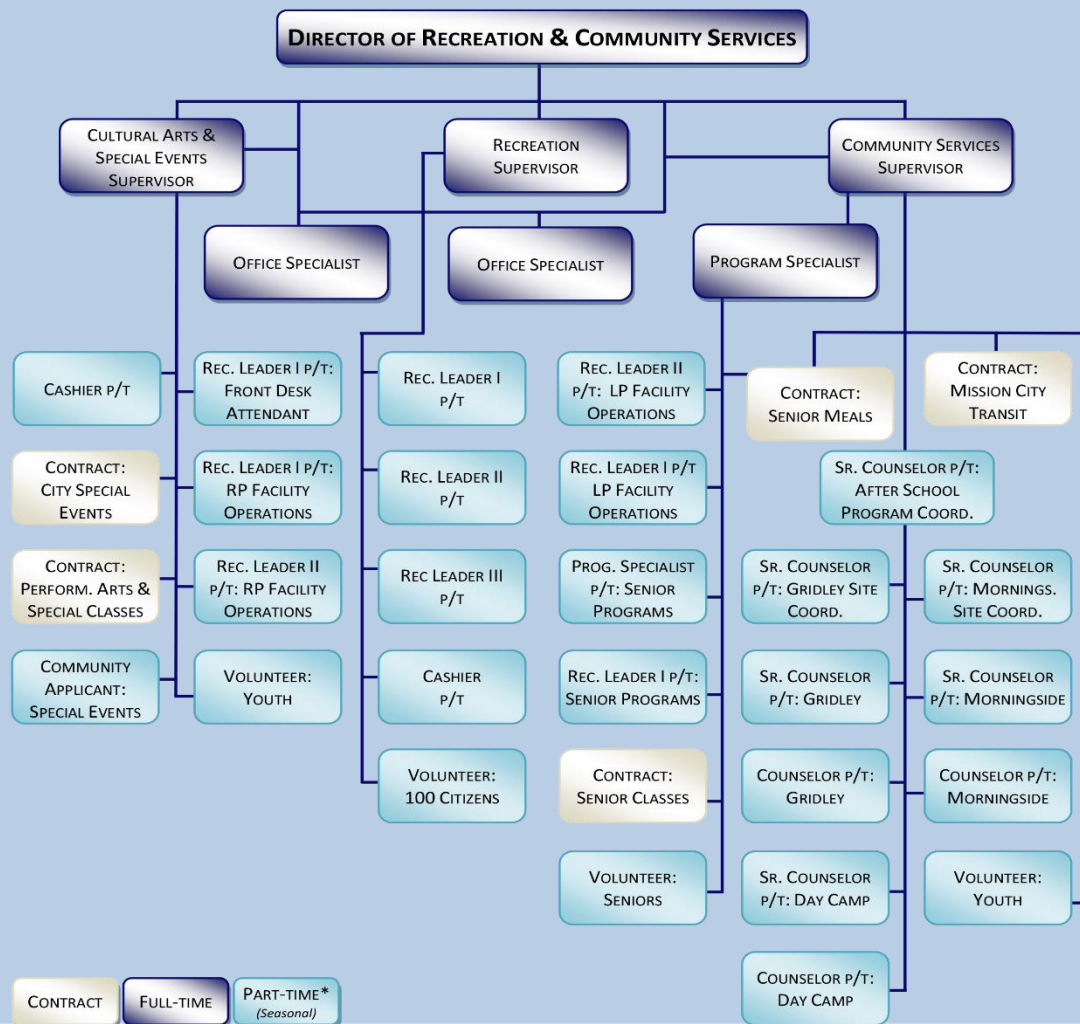 DIRECTOR OF RECREATION & COMMUNITY SERVICES
CULTURAL ARTS &
SPECIAL EVENTS
SUPERVISOR
RECREATION
SUPERVISOR
COMMUNITY SERVICES
SUPERVISOR
OFFICE SPECIALIST
OFFICE SPECIALIST
PROGRAM SPECIALIST
CASHIER P/T
REC. LEADER I P/T:
FRONT DESK
ATTENDANT
REC. LEADER I
P/T
REC. LEADER II
P/T: LP FACILITY
OPERATIONS
CONTRACT:
SENIOR MEALS
CONTRACT:
MISSION CITY
TRANSIT
CONTRACT:
CITY SPECIAL
EVENTS
REC. LEADER I P/T:
RP FACILITY
OPERATIONS
REC. LEADER II
P/T
REC. LEADER I P/T
LP FACILITY
OPERATIONS
SR. COUNSELOR P/T:
AFTER SCHOOL
PROGRAM COORD.
CONTRACT:
PERFORM. ARTS &
SPECIAL CLASSES
REC. LEADER II
P/T: RP FACILITY
OPERATIONS
REC LEADER III
P/T
PROG. SPECIALIST
P/T: SENIOR
PROGRAMS
SR. COUNSELOR
P/T: GRIDLEY SITE
COORD.
SR. COUNSELOR
P/T: MORNINGS.
SITE COORD.
COMMUNITY
APPLICANT:
SPECIAL EVENTS
VOLUNTEER:
YOUTH
CASHIER
P/T
REC. LEADER I P/T:
SENIOR PROGRAMS
SR. COUNSELOR
P/T: GRIDLEY
SR. COUNSELOR
P/T: MORNINGSIDE
VOLUNTEER:
100 CITIZENS
CONTRACT:
SENIOR CLASSES
COUNSELOR P/T:
GRIDLEY
COUNSELOR P/T:
MORNINGSIDE
VOLUNTEER:
SENIORS
SR. COUNSELOR
P/T: DAY CAMP
VOLUNTEER:
YOUTH
COUNSELOR P/T:
DAY CAMP
CONTRACT
FULL-TIME
PART-TIME*
(Seasonal)